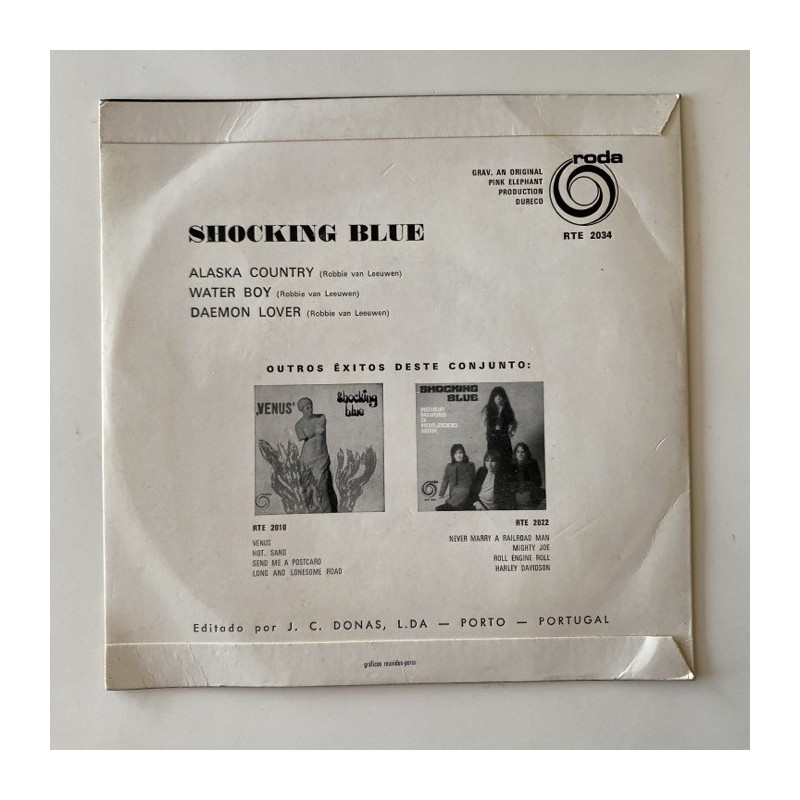 roda
GRAV. AN ORIGINAL
PINK ELEPHANT
PRODUCTION
DURECO
RTE 2034
SHOCKING BLUE
ALASKA COUNTRY (Robbie van Leeuwen)
WATER BOY (Robbie van Leeuwen)
DAEMON LOVER (Robbie van Leeuwen)
OUTROS ÊXITOS DESTE CONJUNTO:
„VENUS”
shocking
blue
SHOCKING
BLUE
RTE 2010
VENUS
HOT. SAND
SEND ME A POSTCARD
LONG AND LONESOME ROAD
RTE 2022
NEVER MARRY A RAILROAD MAN
MIGHTY JOE
ROLL ENGINE ROLL
HARLEY DAVIDSON
Editado por J. C. DONAS, L.DA — PORTO — PORTUGAL
gráficos reunidos-porto